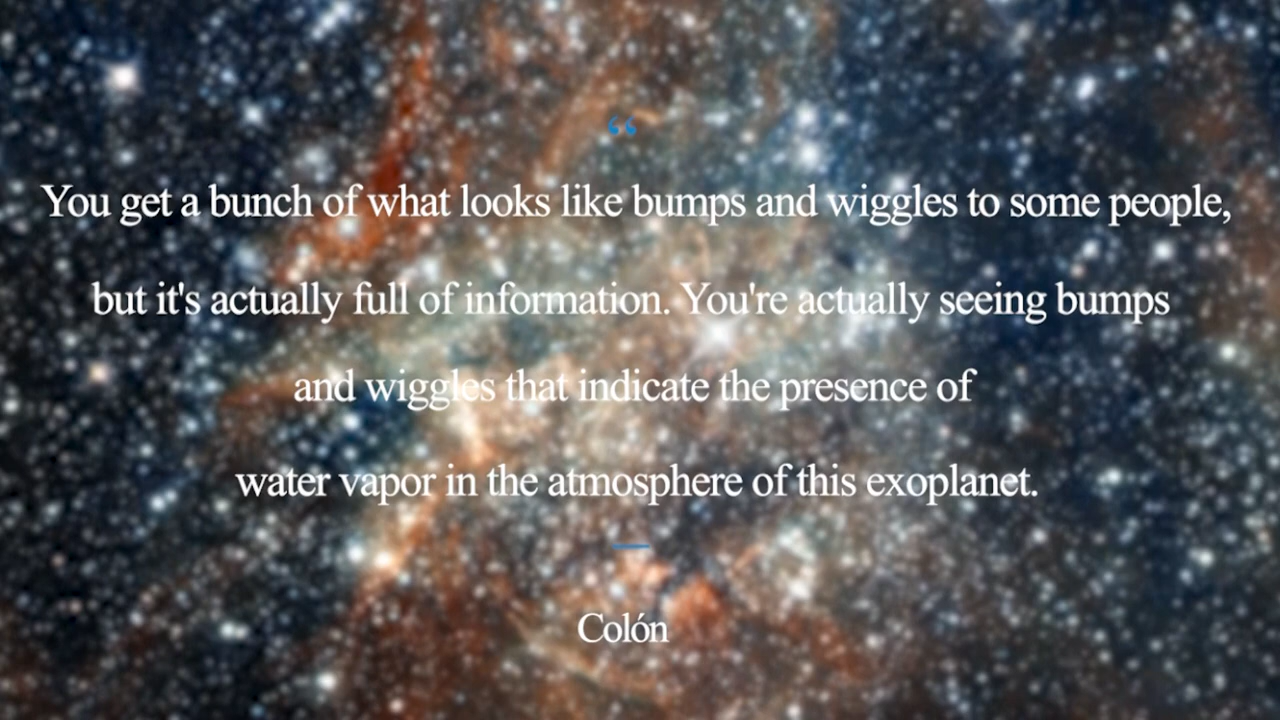 “
You get a bunch of what looks like bumps and wiggles to some people,
but it's actually full of information. You're actually seeing bumps
and wiggles that indicate the presence of
water vapor in the atmosphere of this exoplanet.
Colón